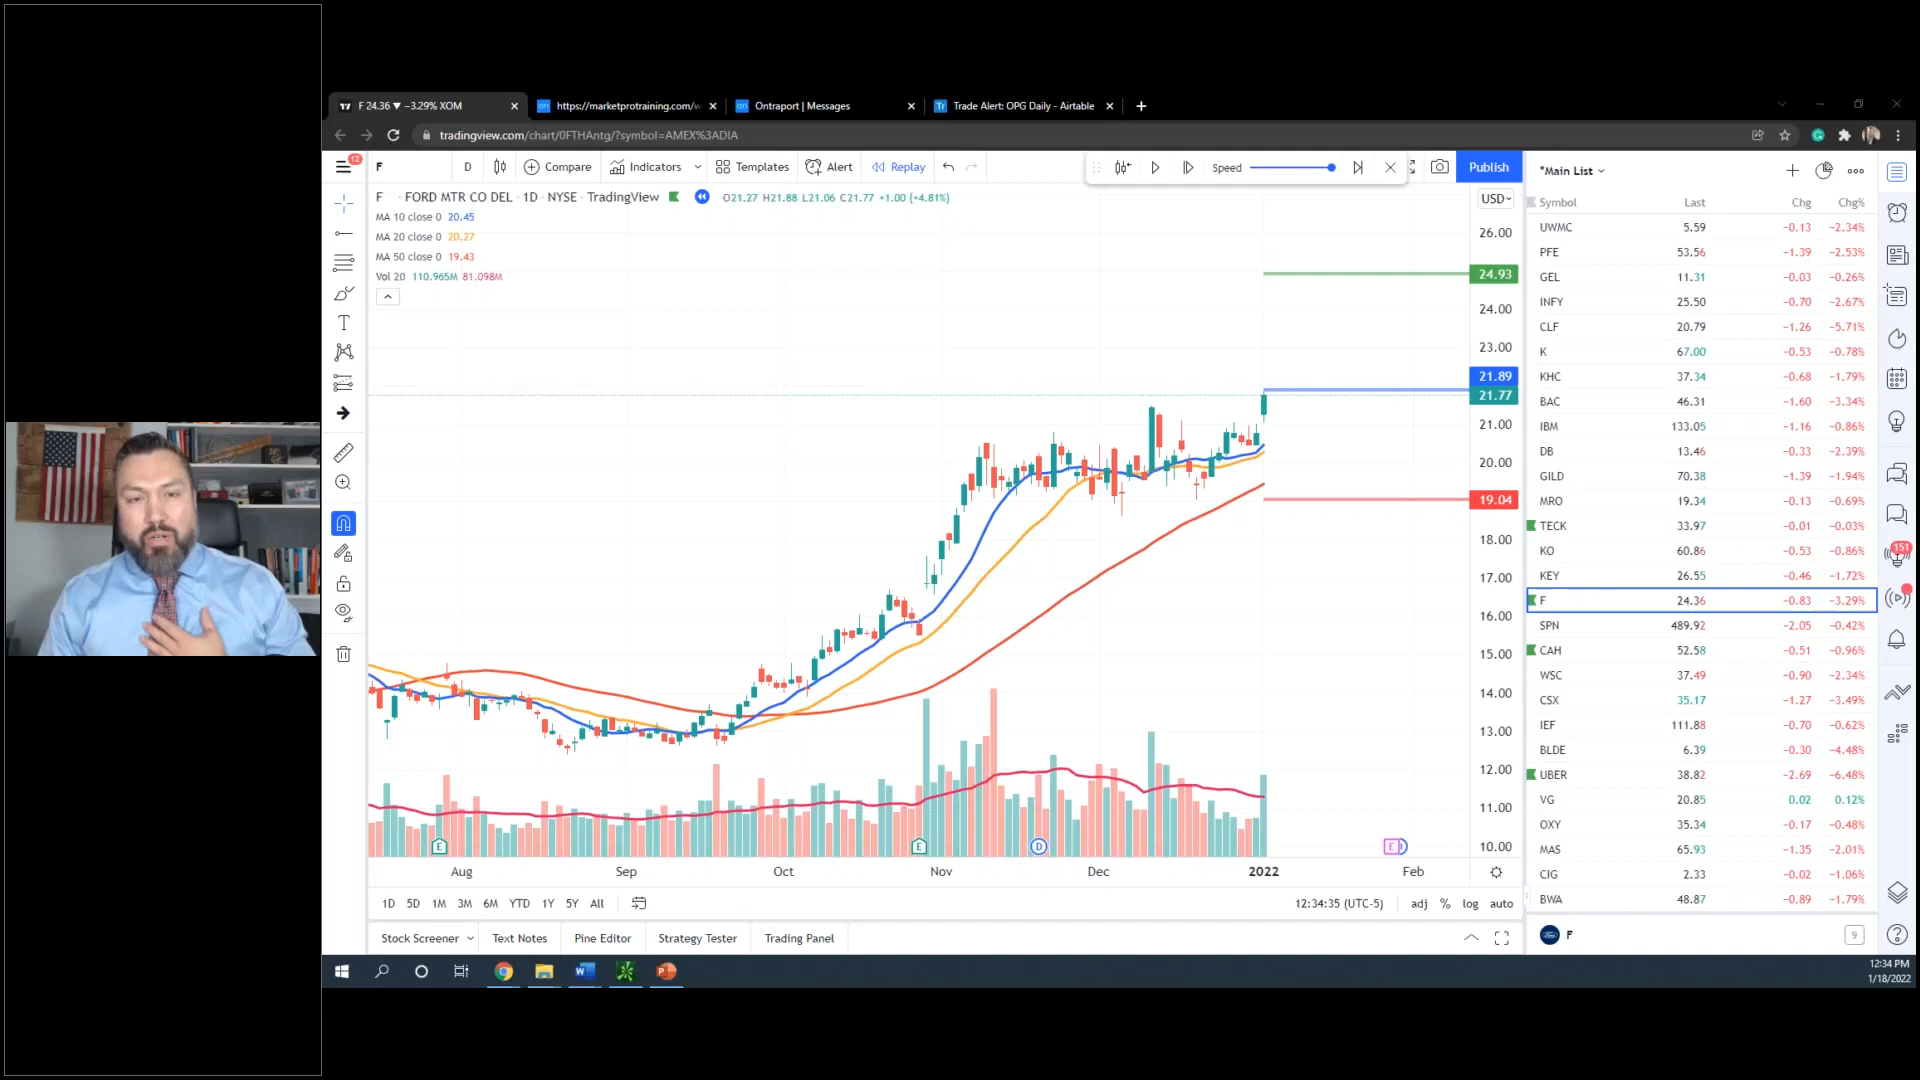 F 24.36 ▼ −3.29% XOM
https://marketprotraining.com/w
Ontraport | Messages
Trade Alert: OPG Daily - Airtable
tradingview.com/chart/0FTHAntg/?symbol=AMEX%3ADIA
12
F
D
Compare
Indicators
Templates
Alert
Replay
Speed
Publish
F · FORD MTR CO DEL · 1D · NYSE · TradingView
O21.27 H21.88 L21.06 C21.77 +1.00 (+4.81%)
MA 10 close 0 20.45
MA 20 close 0 20.27
MA 50 close 0 19.43
Vol 20 110.965M 81.098M
USD
26.00
24.93
24.00
23.00
21.89
21.77
21.00
20.00
19.04
18.00
17.00
16.00
15.00
14.00
13.00
12.00
11.00
10.00
E
E
D
E
Aug Sep Oct Nov Dec 2022 Feb
1D 5D 1M 3M 6M YTD 1Y 5Y All
12:34:35 (UTC-5) adj % log auto
Stock Screener Text Notes Pine Editor Strategy Tester Trading Panel
*Main List
Symbol Last Chg Chg%
UWMC 5.59 −0.13 −2.34%
PFE 53.56 −1.39 −2.53%
GEL 11.31 −0.03 −0.26%
INFY 25.50 −0.70 −2.67%
CLF 20.79 −1.26 −5.71%
K 67.00 −0.53 −0.78%
KHC 37.34 −0.68 −1.79%
BAC 46.31 −1.60 −3.34%
IBM 133.05 −1.16 −0.86%
DB 13.46 −0.33 −2.39%
GILD 70.38 −1.39 −1.94%
MRO 19.34 −0.13 −0.69%
TECK 33.97 −0.01 −0.03%
KO 60.86 −0.53 −0.86%
KEY 26.55 −0.46 −1.72%
F 24.36 −0.83 −3.29%
SPN 489.92 −2.05 −0.42%
CAH 52.58 −0.51 −0.96%
WSC 37.49 −0.90 −2.34%
CSX 35.17 −1.27 −3.49%
IEF 111.88 −0.70 −0.62%
BLDE 6.39 −0.30 −4.48%
UBER 38.82 −2.69 −6.48%
VG 20.85 0.02 0.12%
OXY 35.34 −0.17 −0.48%
MAS 65.93 −1.35 −2.01%
CIG 2.33 −0.02 −1.06%
BWA 48.87 −0.89 −1.79%
F
9
151
12:34 PM
1/18/2022